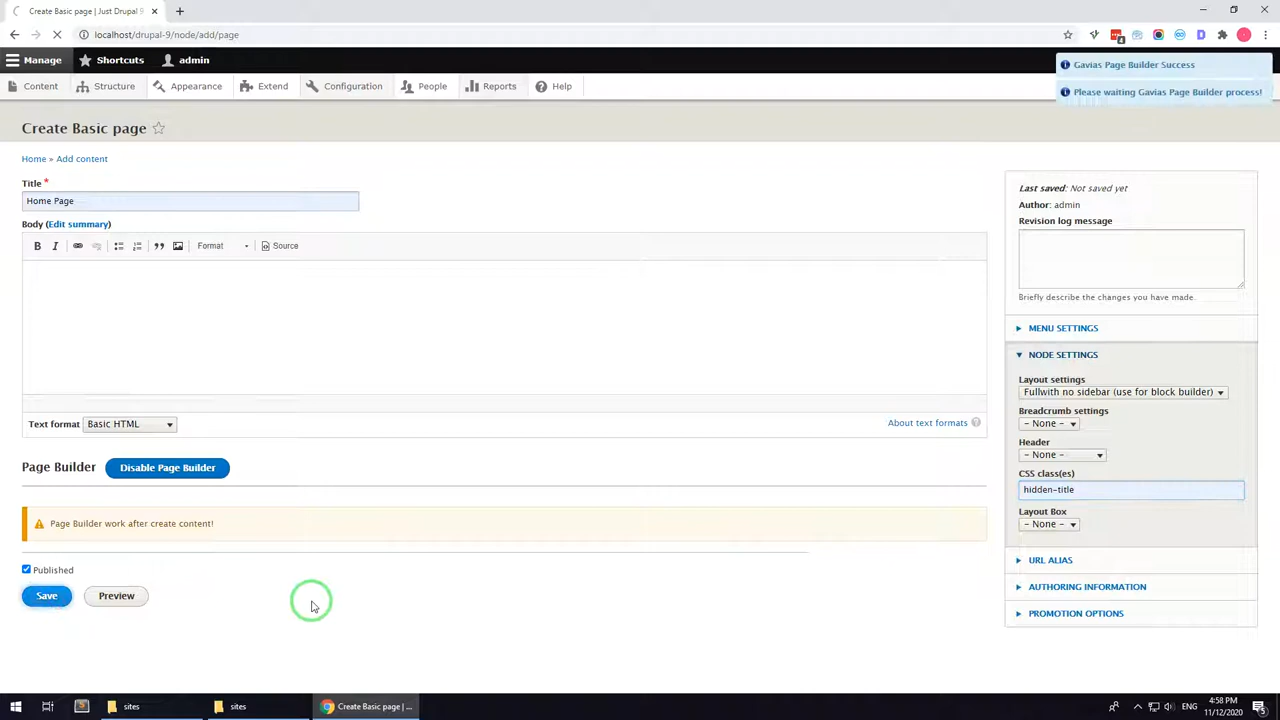 Create Basic page | Just Drupal 9
localhost/drupal-9/node/add/page
Manage Shortcuts admin
Gavias Page Builder Success
Content Structure Appearance Extend Configuration People Reports Help
Please waiting Gavias Page Builder process!
Create Basic page
Home » Add content
Title *
Home Page
Body (Edit summary)
B I Format Source
Text format Basic HTML
About text formats ?
Page Builder Disable Page Builder
Page Builder work after create content!
Published
Save Preview
Last saved: Not saved yet
Author: admin
Revision log message
Briefly describe the changes you have made.
MENU SETTINGS
NODE SETTINGS
Layout settings
Fullwith no sidebar (use for block builder)
Breadcrumb settings
- None -
Header
- None -
CSS class(es)
hidden-title
Layout Box
- None -
URL ALIAS
AUTHORING INFORMATION
PROMOTION OPTIONS
sites sites Create Basic page | ...
ENG
4:58 PM
11/12/2020